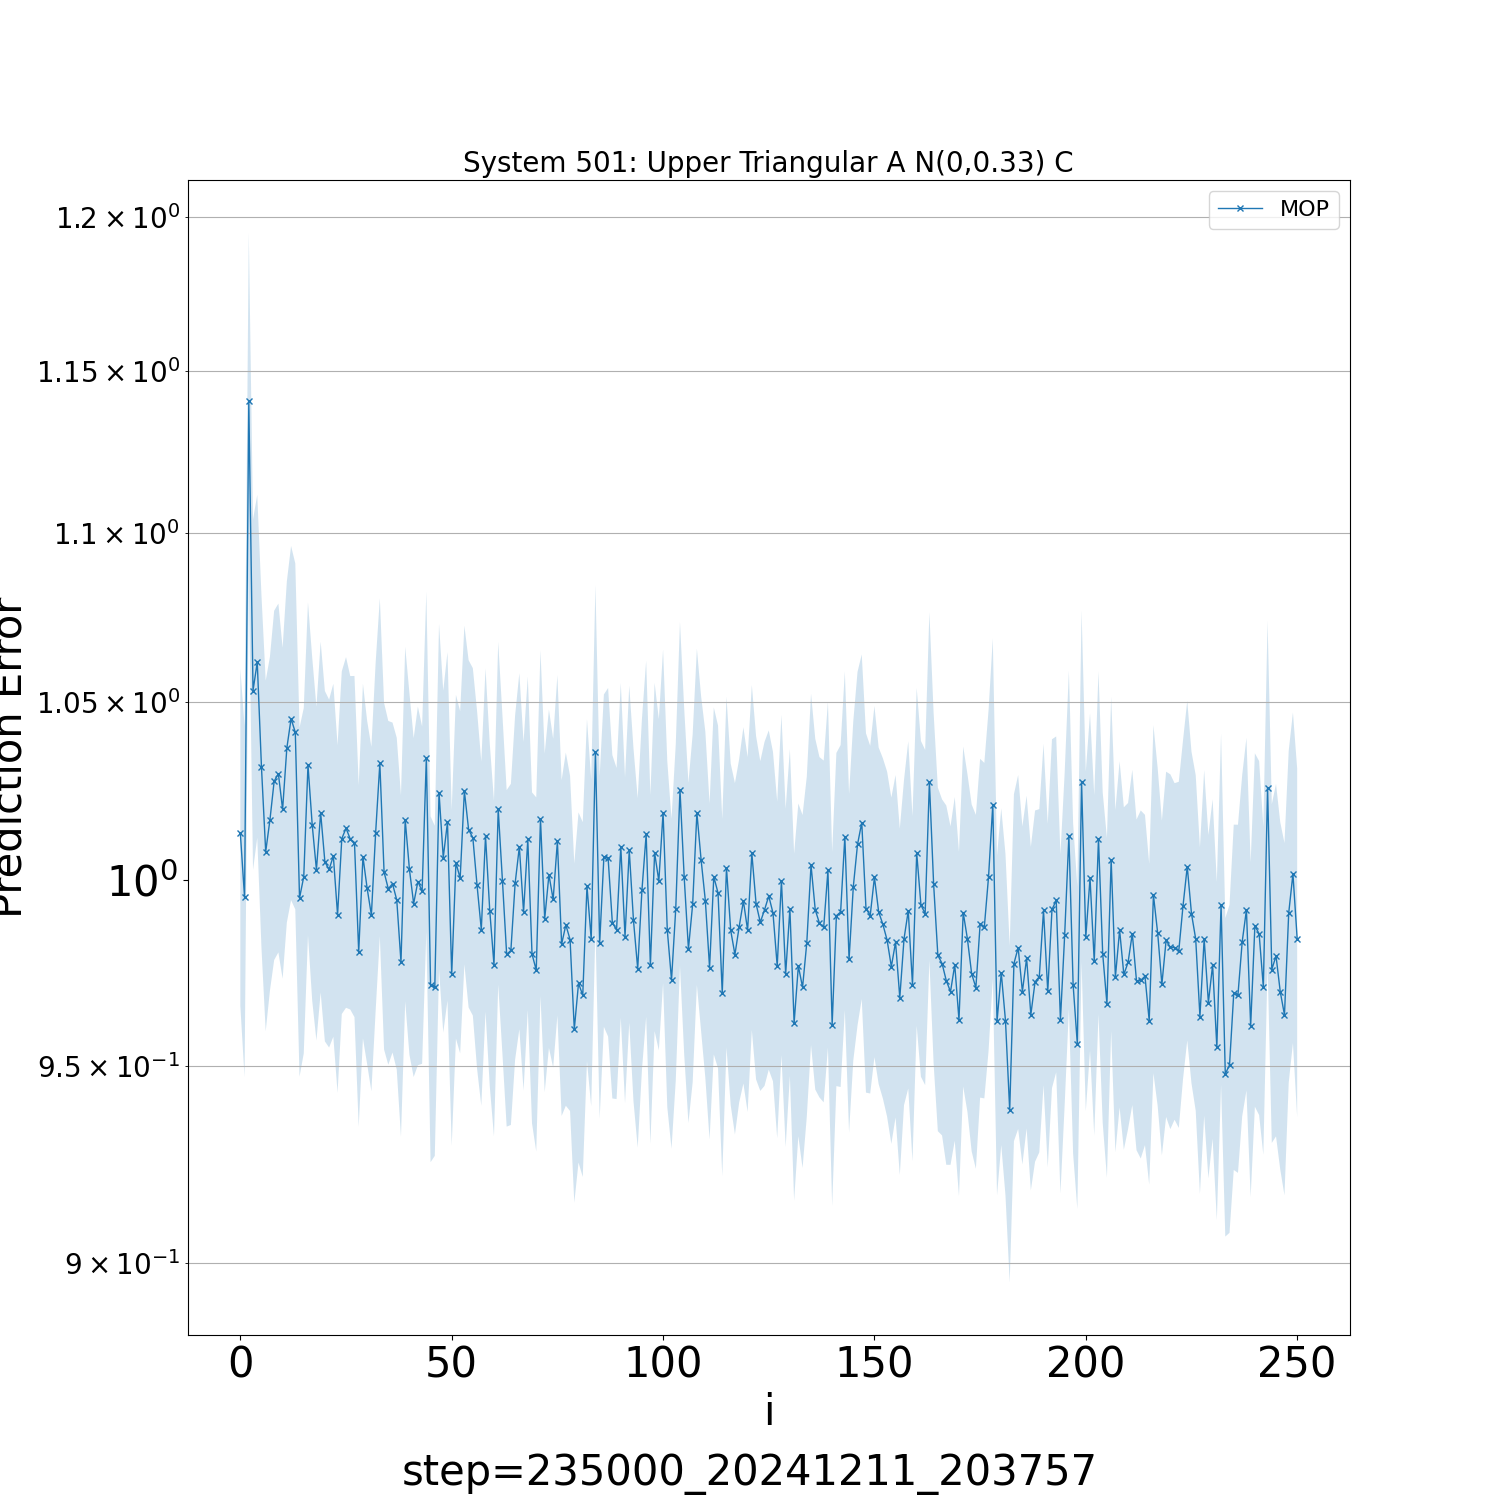 System 501: Upper Triangular A N(0,0.33) C
MOP
1.2 × 10⁰
1.15 × 10⁰
1.1 × 10⁰
1.05 × 10⁰
10⁰
9.5 × 10⁻¹
9 × 10⁻¹
Prediction Error
0 50 100 150 200 250
i
step=235000_20241211_203757